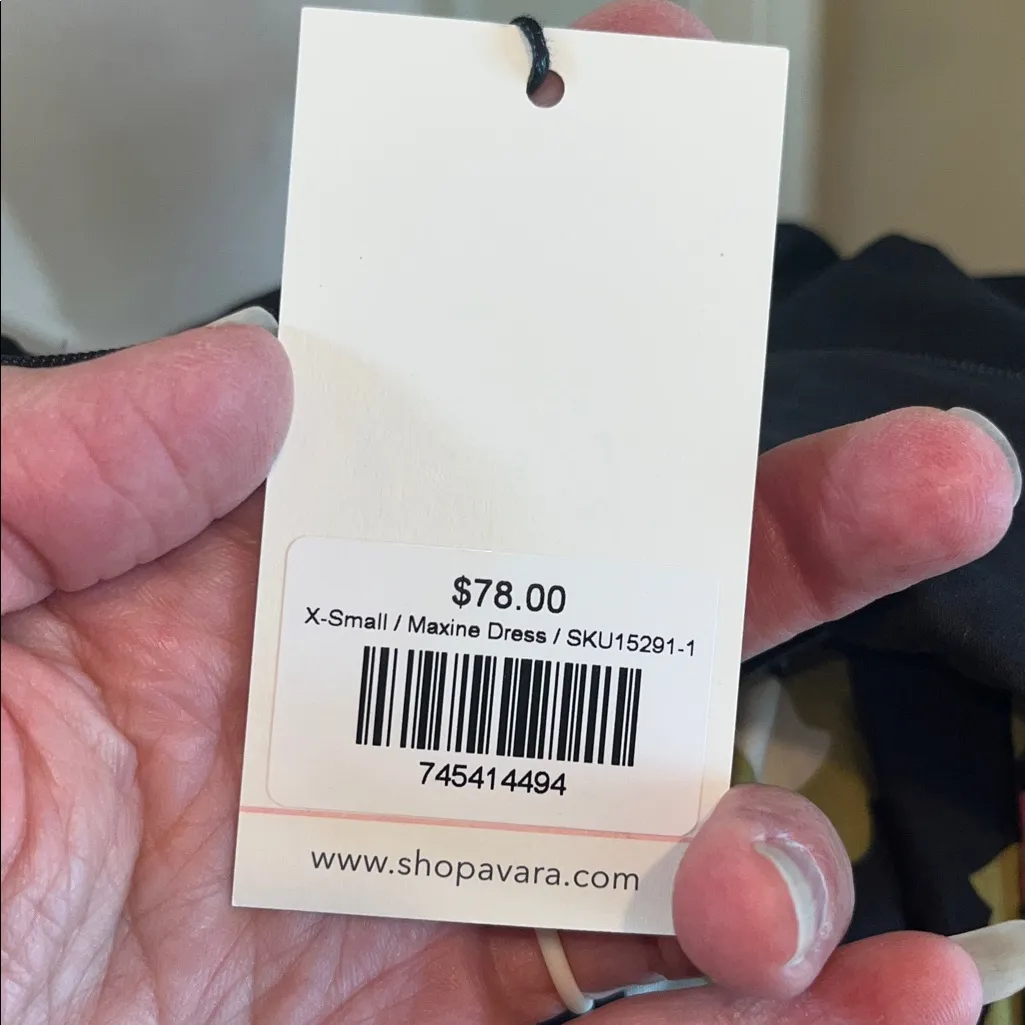 $78.00
X-Small / Maxine Dress / SKU15291-1
745414494
www.shopavara.com